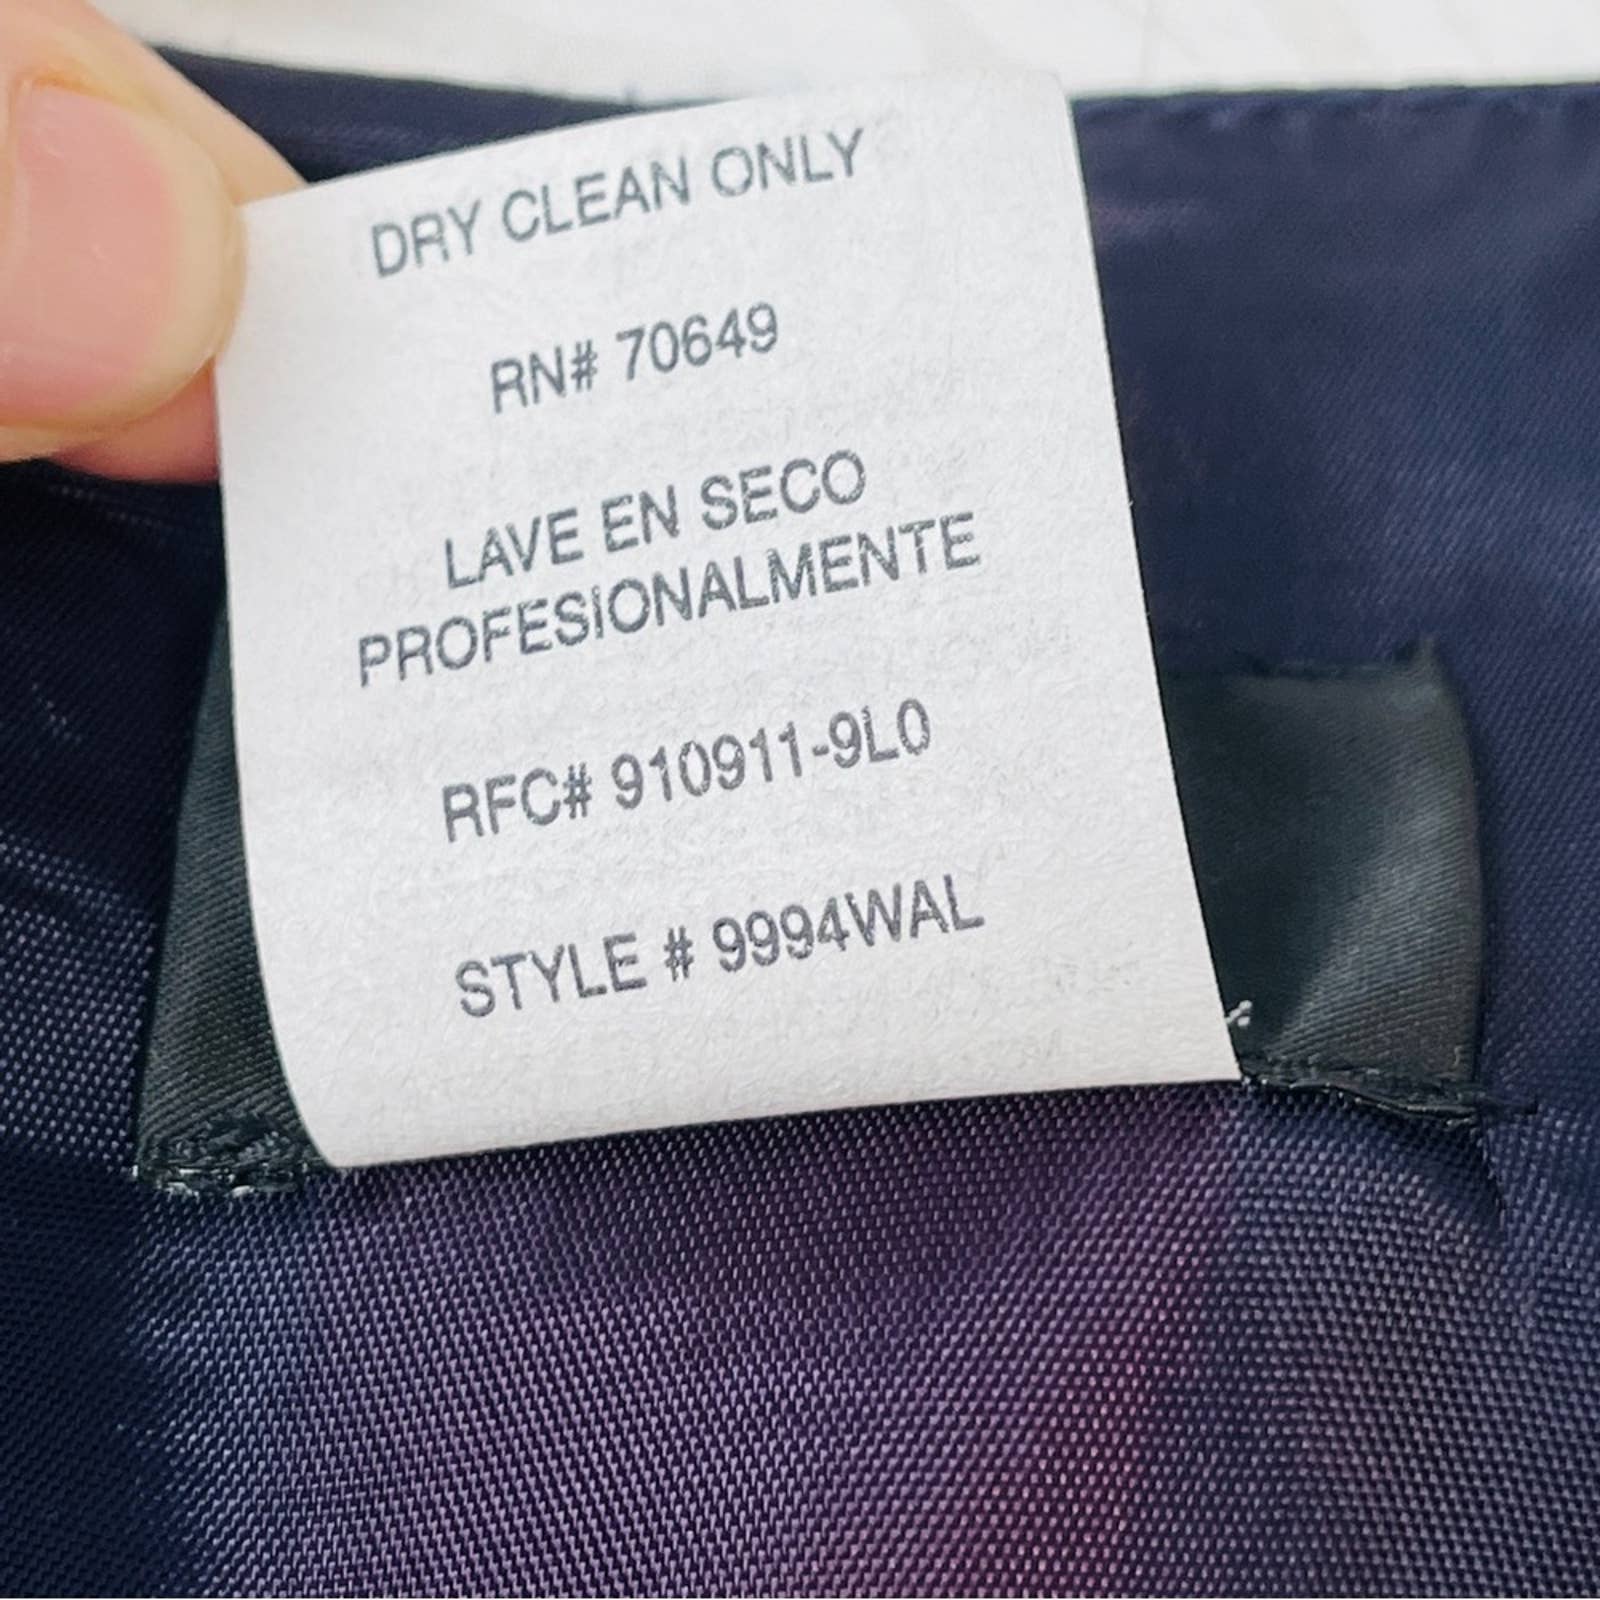 DRY CLEAN ONLY
RN# 70649
LAVE EN SECO
PROFESIONALMENTE
RFC# 910911-9L0
STYLE # 9994WAL